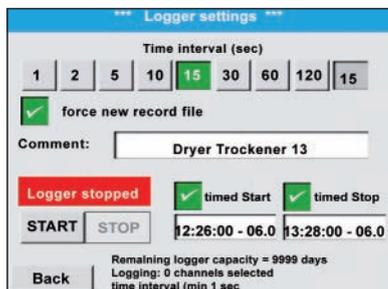 *** Logger settings ***
Time interval (sec)
1 2 5 10 15 30 60 120 15
force new record file
Comment: Dryer Trockener 13
Logger stopped timed Start timed Stop
START STOP 12:26:00 - 06.0 13:28:00 - 06.0
Remaining logger capacity = 9999 days
Back Logging: 0 channels selected
time interval (min 1 sec